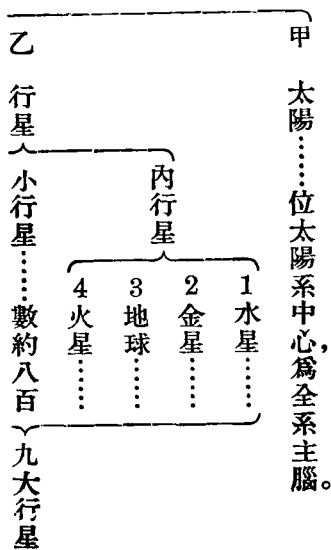 甲　太陽……位太陽系中心，爲全系主腦。
內行星
1水星……
2金星……
3地球……
4火星……
乙　行星
小行星……數約八百
九大行星